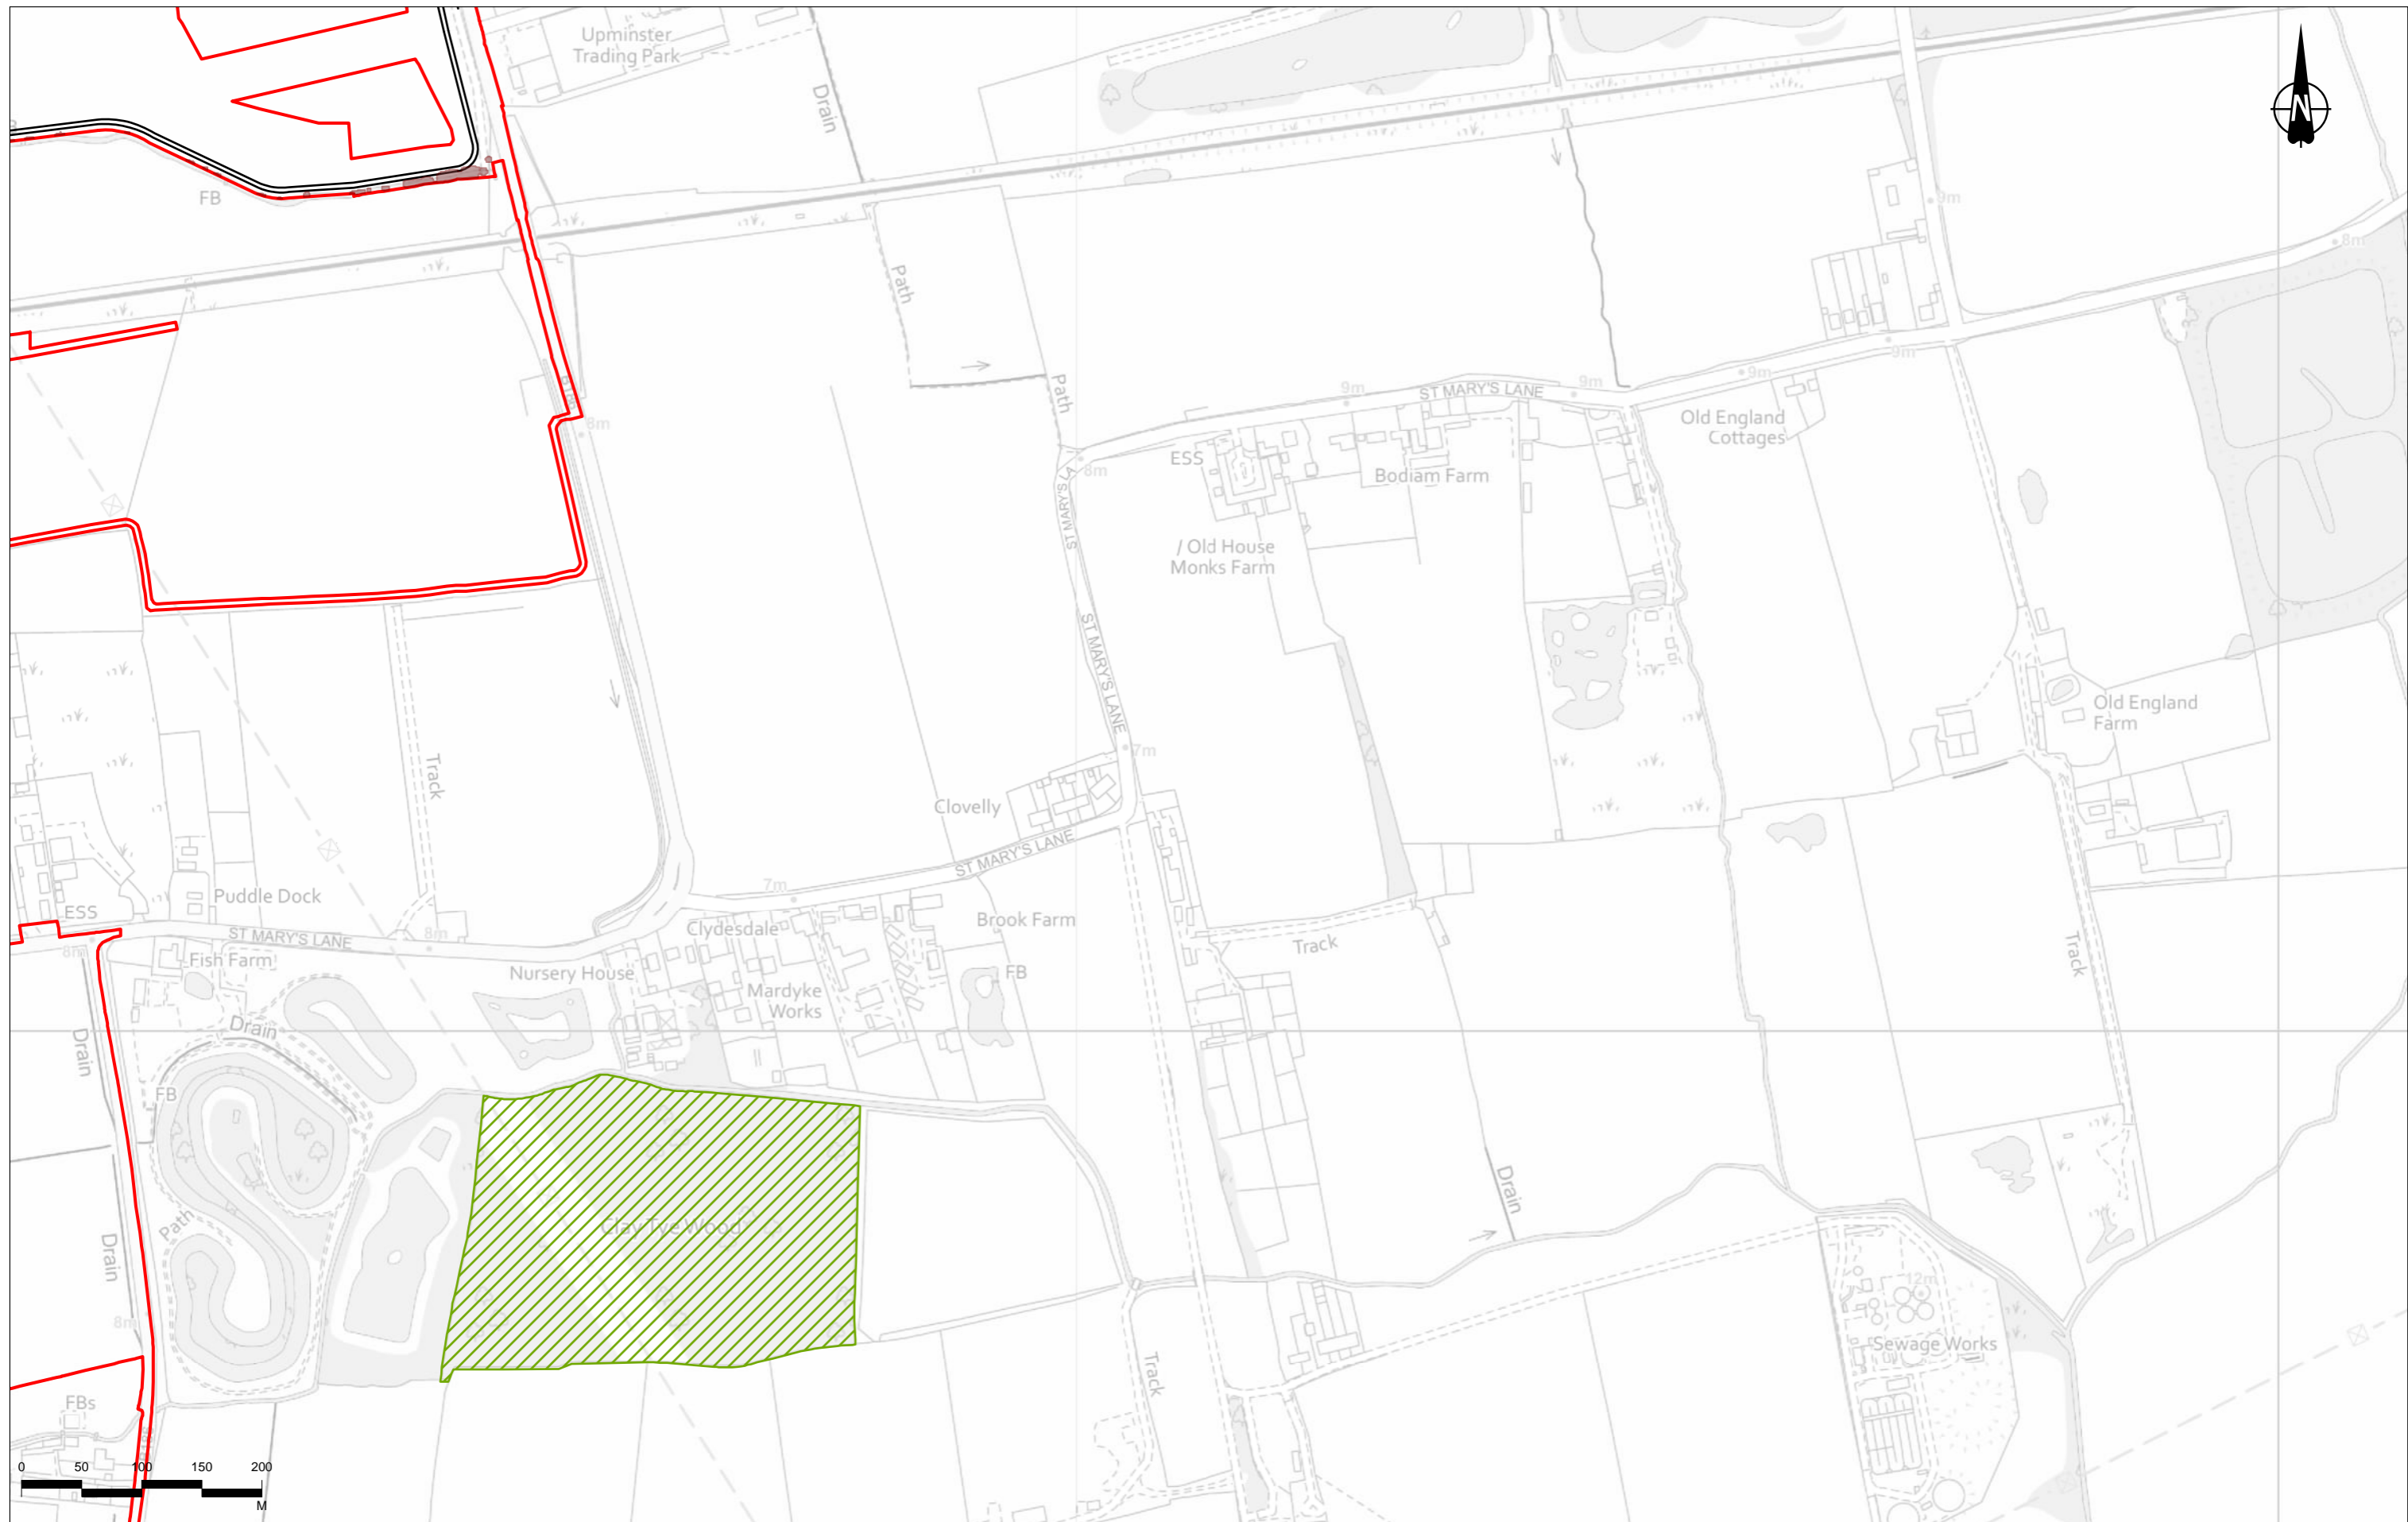 Upminster
Trading Park
Drain
N
FB
Path
9m
8m
9m
9m
Path
ST MARY'S LANE
9m
9m
8m
Old England
Cottages
ESS
8m
Bodiam Farm
ST MARY'S LA
/ Old House
Monks Farm
ST MARY'S LANE
Old England
Farm
7m
Track
Clovelly
ST MARY'S LANE
7m
Puddle Dock
ESS
Clydesdale
Brook Farm
ST MARY'S LANE
8m
8m
Track
Track
Fish Farm
Nursery House
FB
Mardyke
Works
Drain
Drain
FB
Drain
Path
Clay Tye Wood
Drain
12m
8m
Sewage Works
Track
FBs
0 50 100 150 200
M